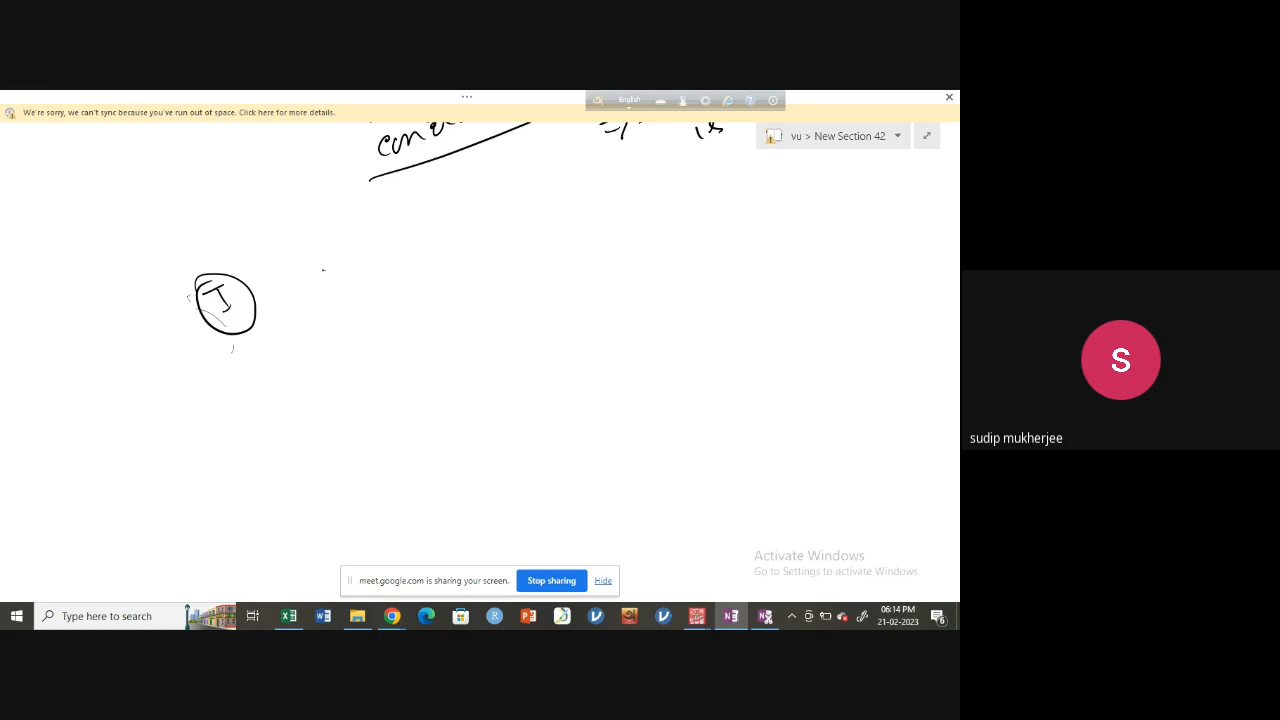 We're sorry, we can't sync because you've run out of space. Click here for more details.
English
vu > New Section 42
I
S
sudip mukherjee
Activate Windows
Go to Settings to activate Windows.
meet.google.com is sharing your screen. Stop sharing Hide
Type here to search
06:14 PM
21-02-2023
6